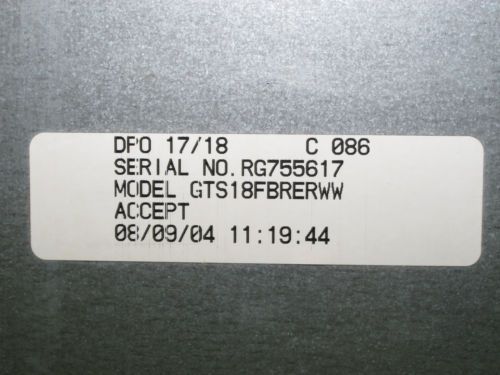 DPO 17/18 C 086
SERIAL NO.RG755617
MODEL GTS18FBRERWW
ACCEPT
08/09/04 11:19:44